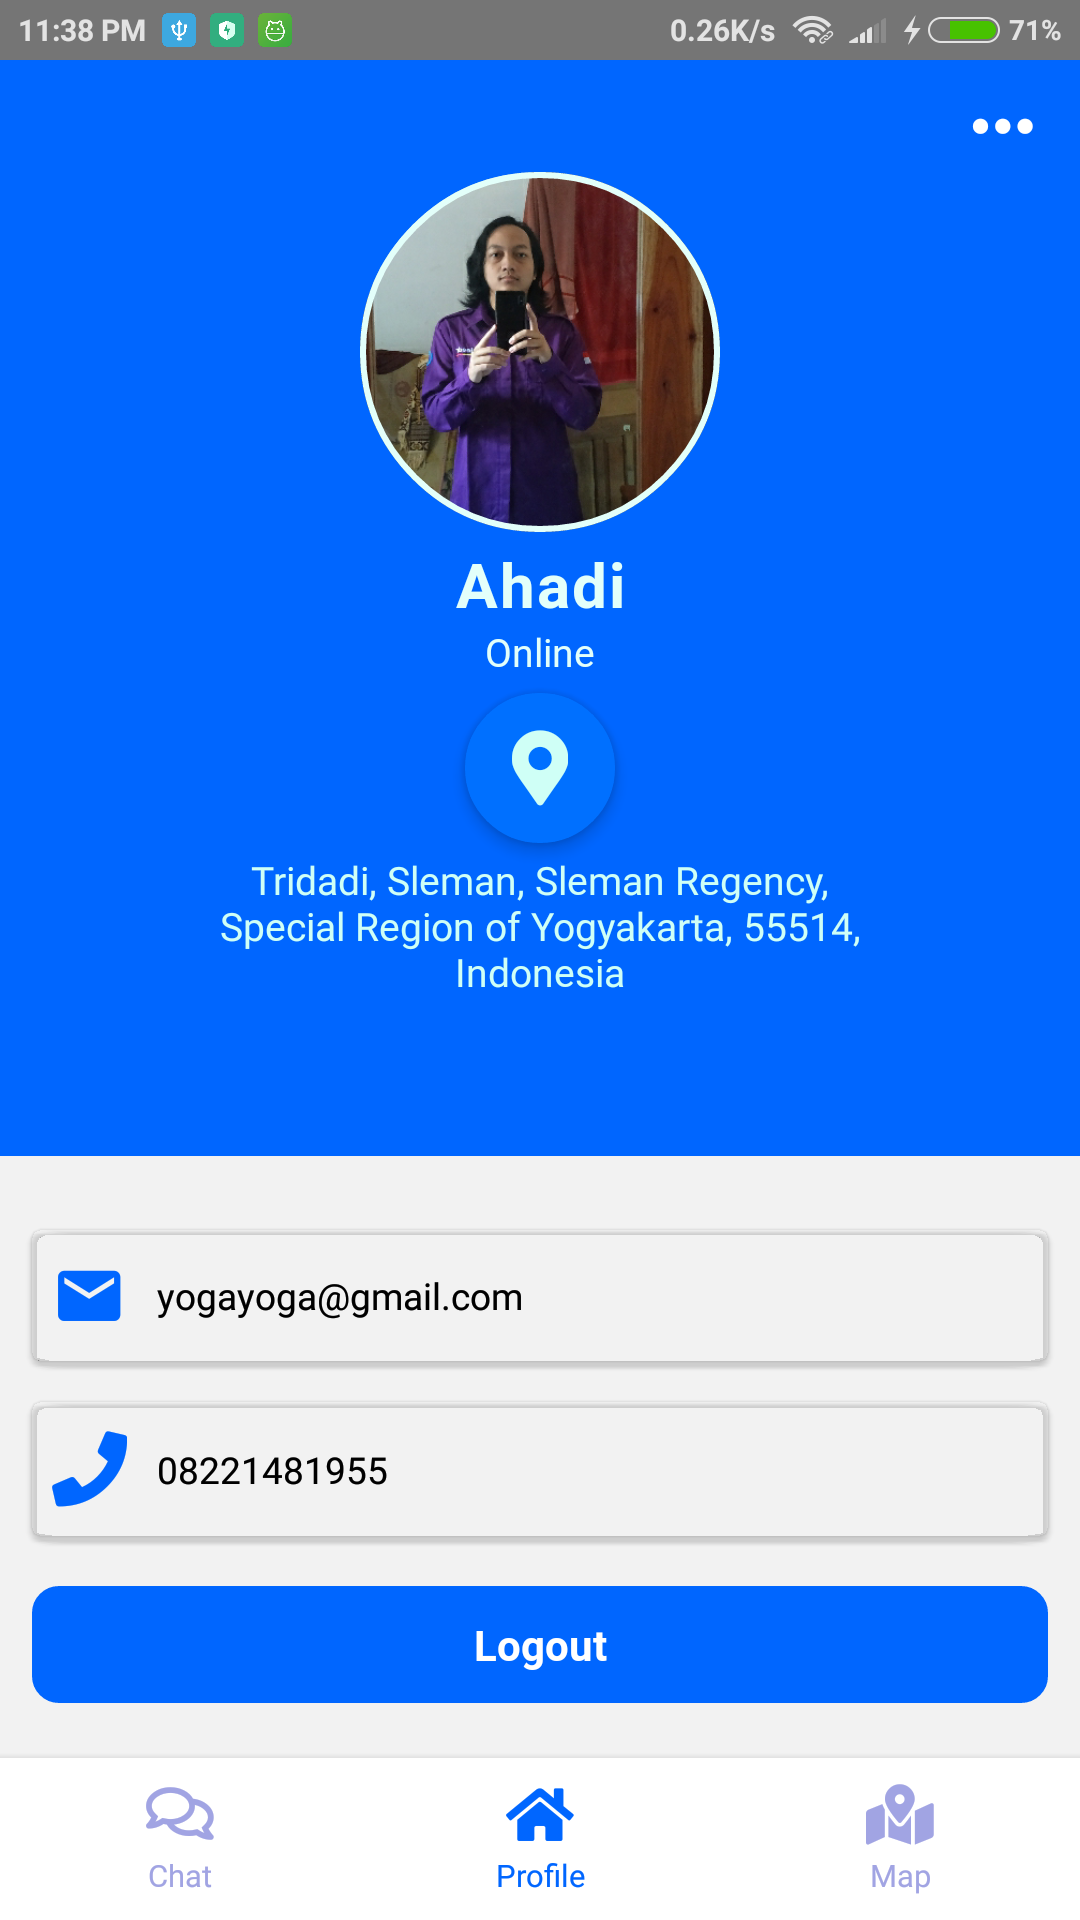 11:38 PM 0.26K/s 71%
Ahadi
Online
Tridadi, Sleman, Sleman Regency,
Special Region of Yogyakarta, 55514,
Indonesia
yogayoga@gmail.com
08221481955
Logout
Chat Profile Map